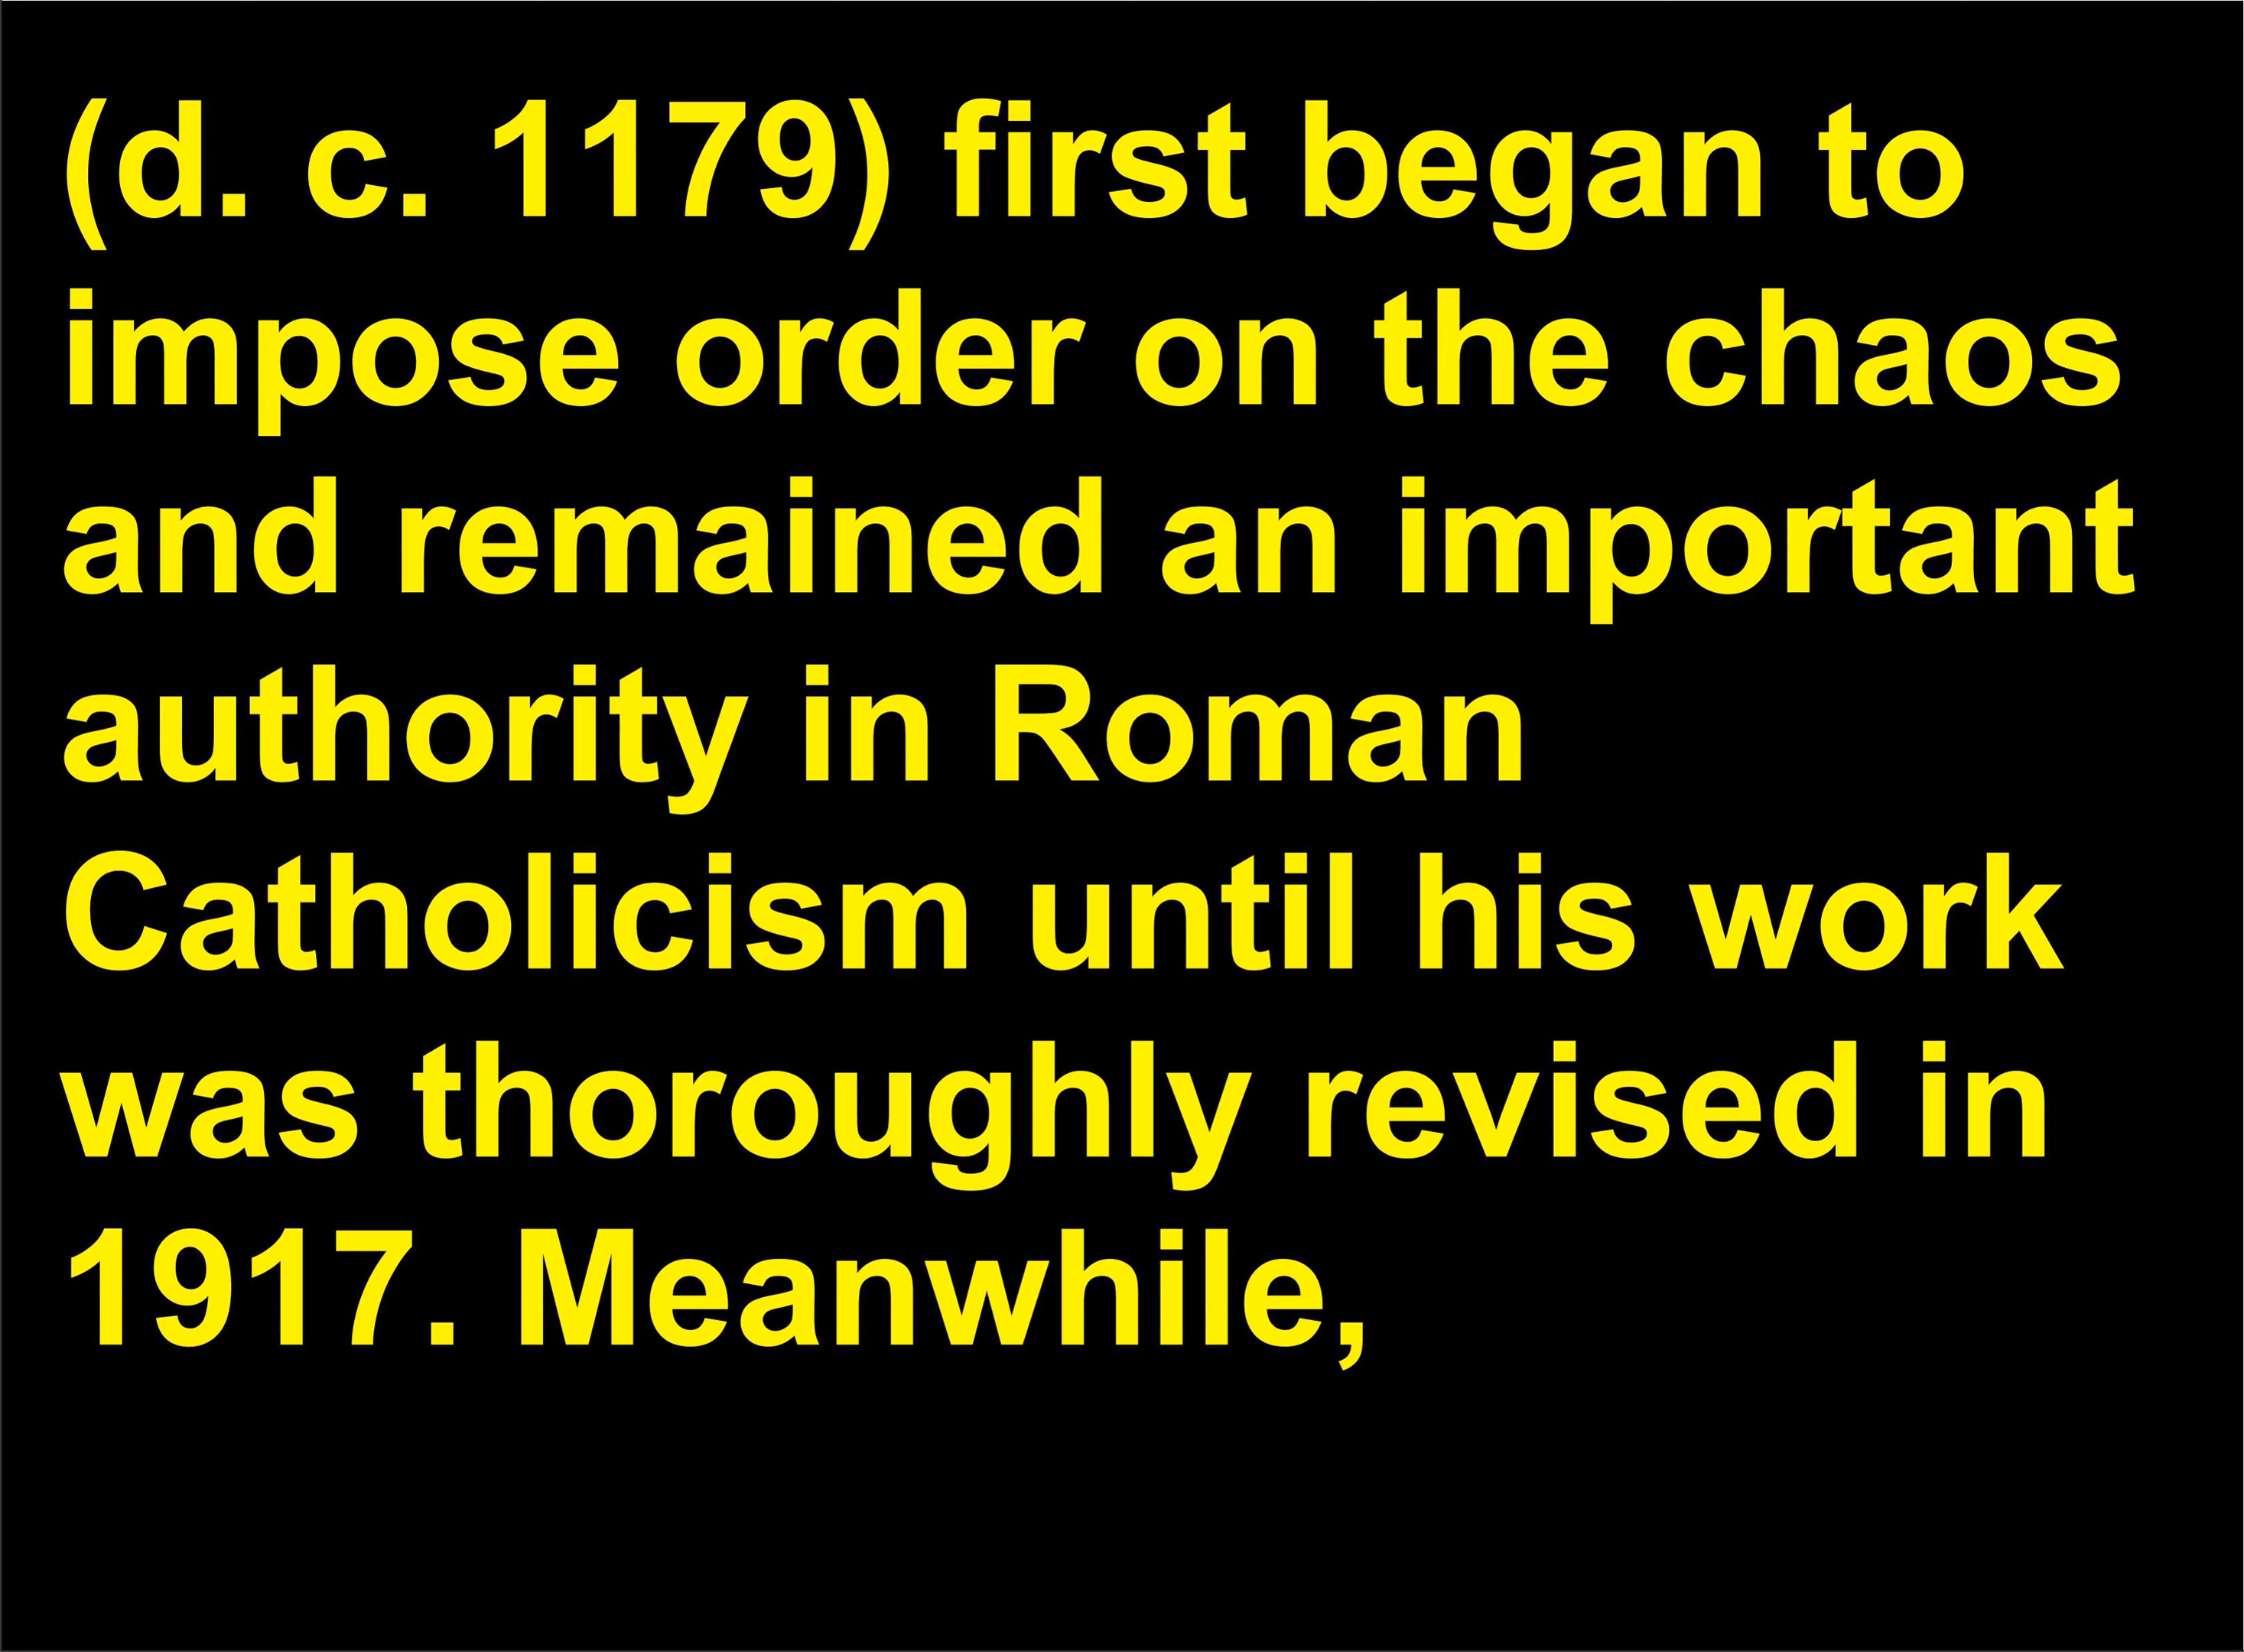 (d. c. 1179) first began to
impose order on the chaos
and remained an important
authority in Roman
Catholicism until his work
was thoroughly revised in
1917. Meanwhile,